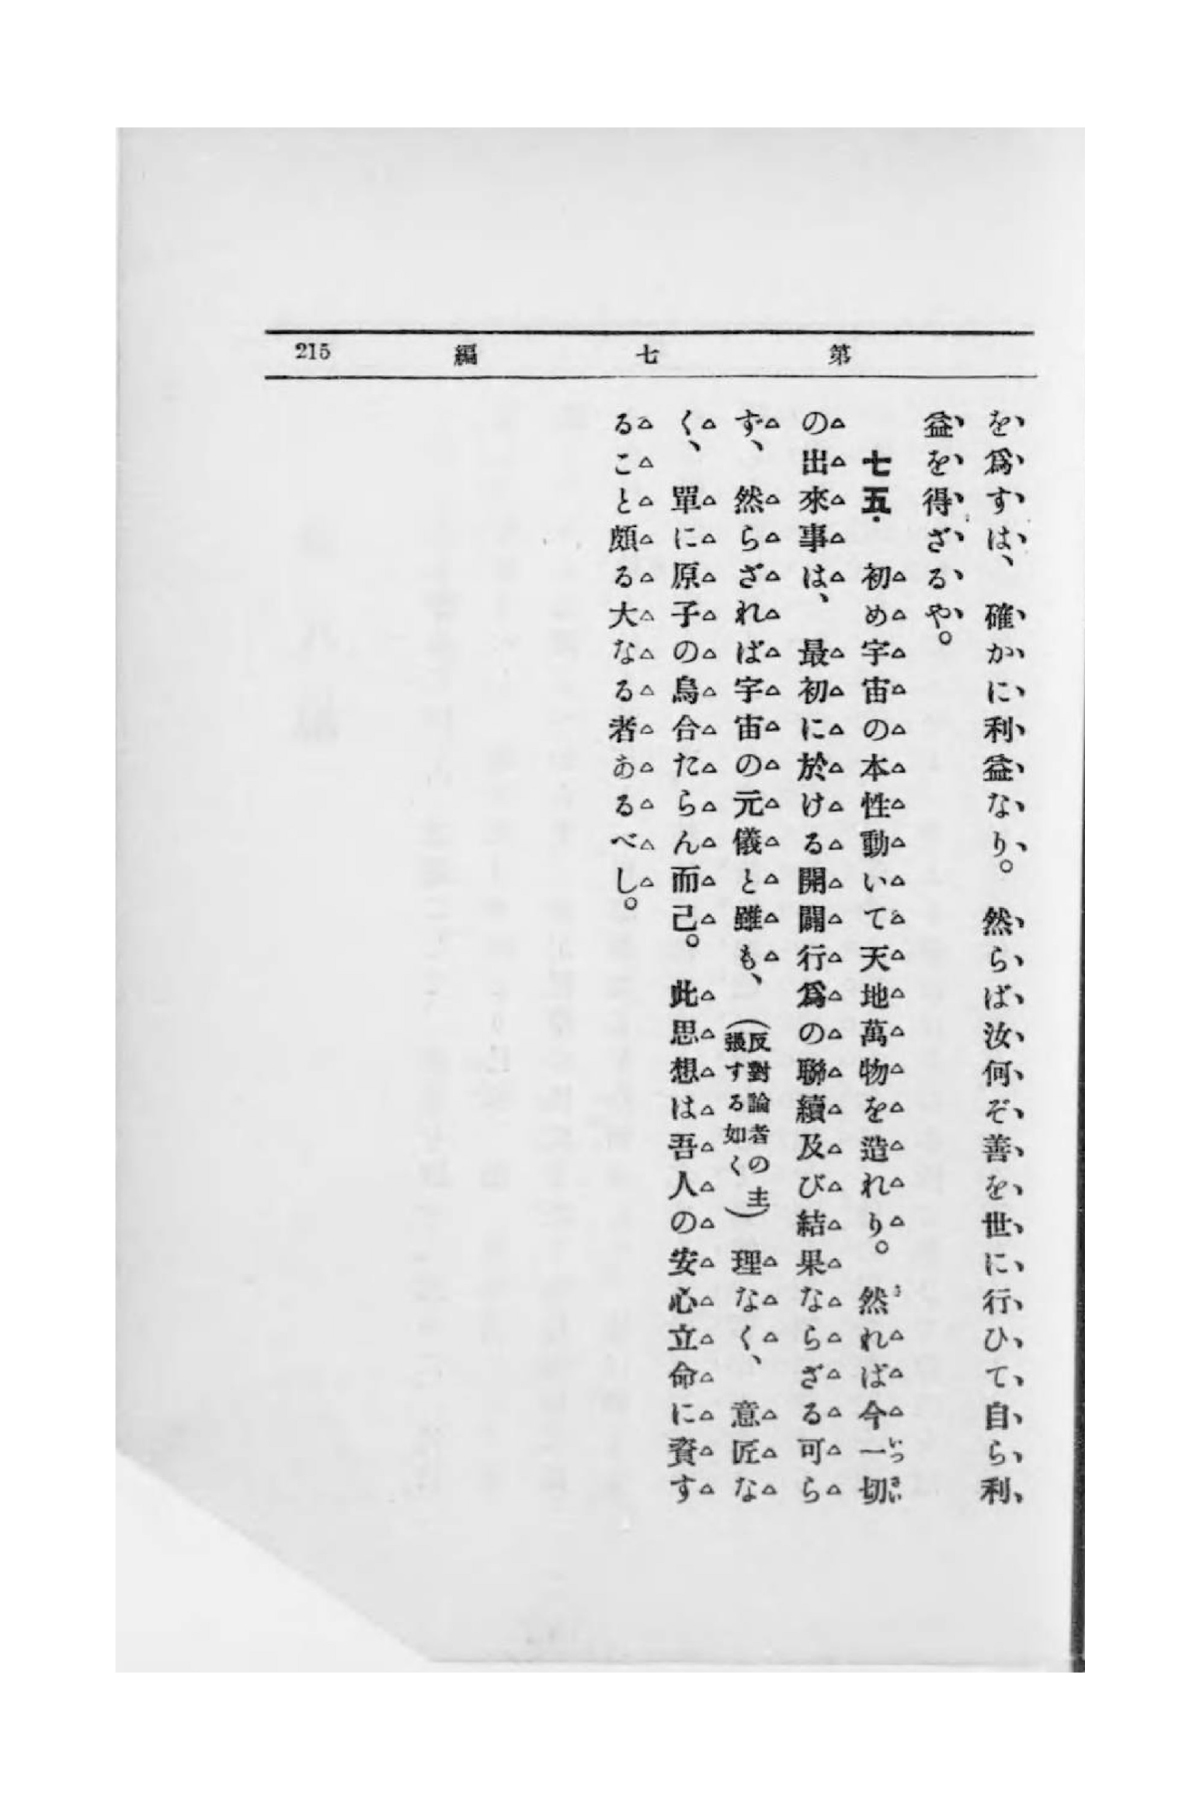 第七編 215
を爲すは、確かに利益なり。然らば汝何ぞ善を世に行ひて自ら利
益を得ざるや。
七五．初め宇宙の本性動いて天地萬物を造れり。然れば今一切
の出來事は、最初に於ける開闢行爲の聯續及び結果ならざる可ら
ず、然らざれば宇宙の元儀と雖も、（反對論者の主張する如く）理なく、意匠な
く、單に原子の烏合たらん而己。此思想は吾人の安心立命に資す
ること頗る大なる者あるべし。